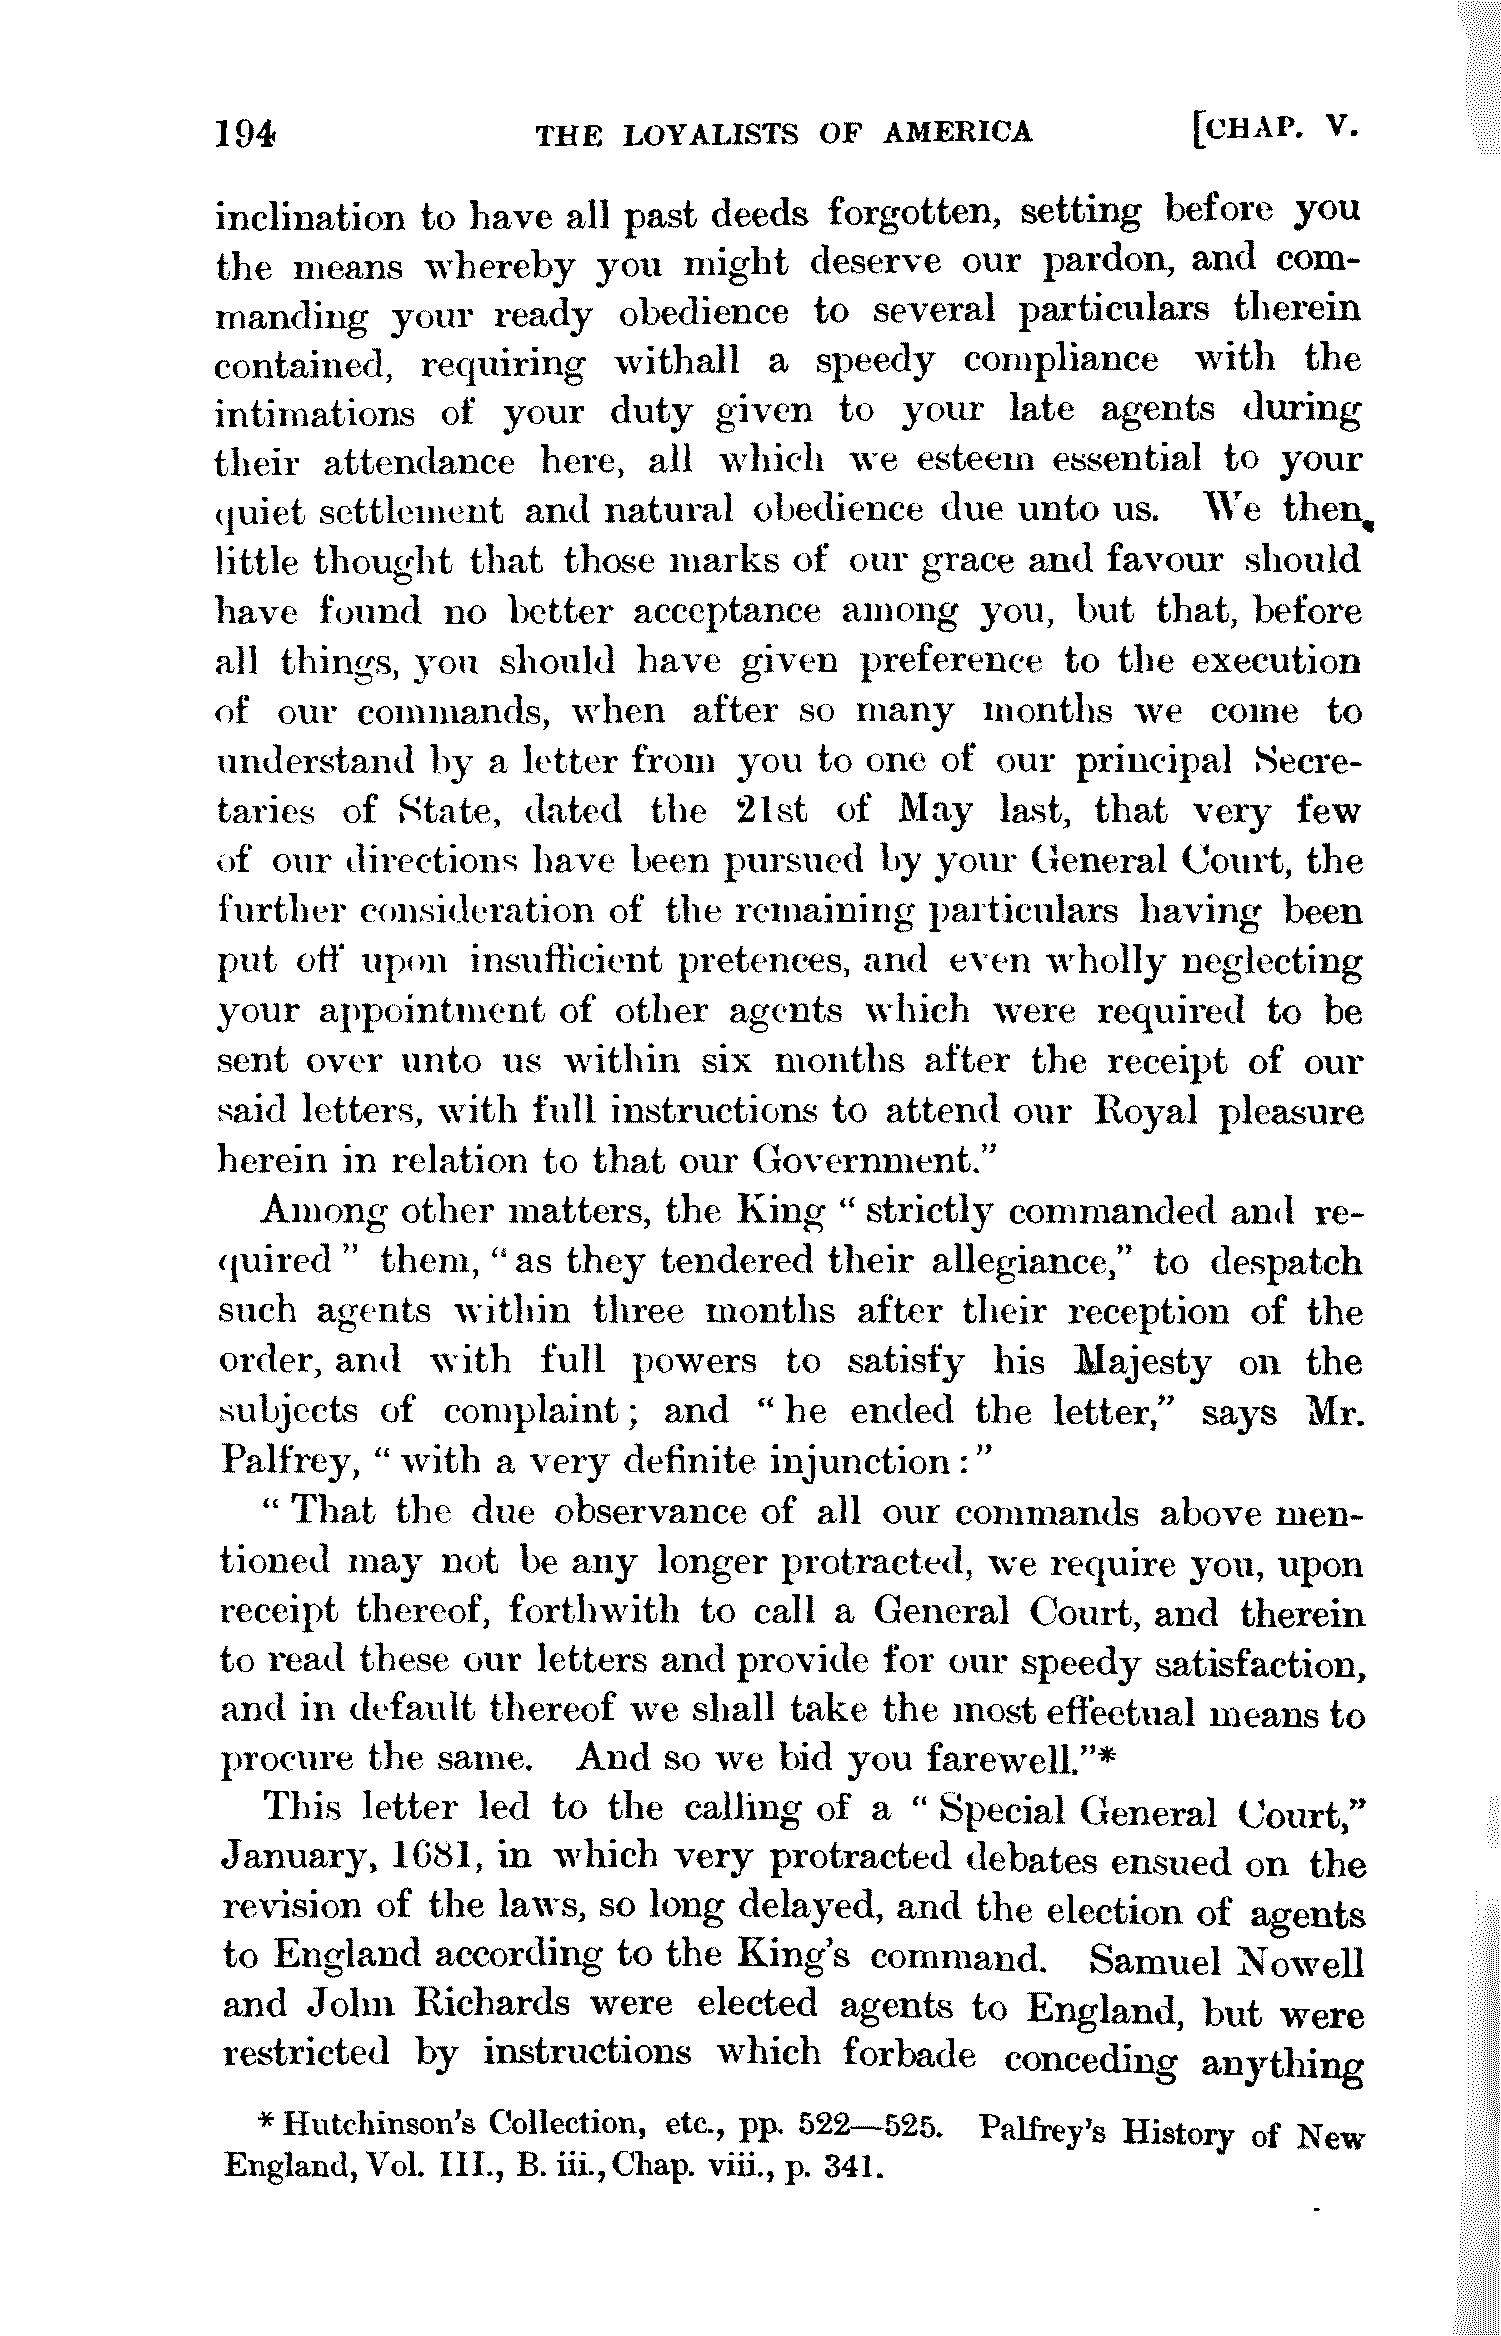 194 THE LOYALISTS OF AMERICA [CHAP. V.
inclination to have all past deeds forgotten, setting before you
the means whereby you might deserve our pardon, and com-
manding your ready obedience to several particulars therein
contained, requiring withall a speedy compliance with the
intimations of your duty given to your late agents during
their attendance here, all which we esteem essential to your
quiet settlement and natural obedience due unto us. We then
little thought that those marks of our grace and favour should
have found no better acceptance among you, but that, before
all things, you should have given preference to the execution
of our commands, when after so many months we come to
understand by a letter from you to one of our principal Secre-
taries of State, dated the 21st of May last, that very few
of our directions have been pursued by your General Court, the
further consideration of the remaining particulars having been
put off upon insufficient pretences, and even wholly neglecting
your appointment of other agents which were required to be
sent over unto us within six months after the receipt of our
said letters, with full instructions to attend our Royal pleasure
herein in relation to that our Government."
Among other matters, the King "strictly commanded and re-
quired" them, "as they tendered their allegiance," to despatch
such agents within three months after their reception of the
order, and with full powers to satisfy his Majesty on the
subjects of complaint; and "he ended the letter," says Mr.
Palfrey, "with a very definite injunction:"
"That the due observance of all our commands above men-
tioned may not be any longer protracted, we require you, upon
receipt thereof, forthwith to call a General Court, and therein
to read these our letters and provide for our speedy satisfaction,
and in default thereof we shall take the most effectual means to
procure the same. And so we bid you farewell."*
This letter led to the calling of a "Special General Court,"
January, 1681, in which very protracted debates ensued on the
revision of the laws, so long delayed, and the election of agents
to England according to the King's command. Samuel Nowell
and John Richards were elected agents to England, but were
restricted by instructions which forbade conceding anything
* Hutchinson's Collection, etc., pp. 522—525. Palfrey's History of New
England, Vol. III., B. iii., Chap. viii., p. 341.